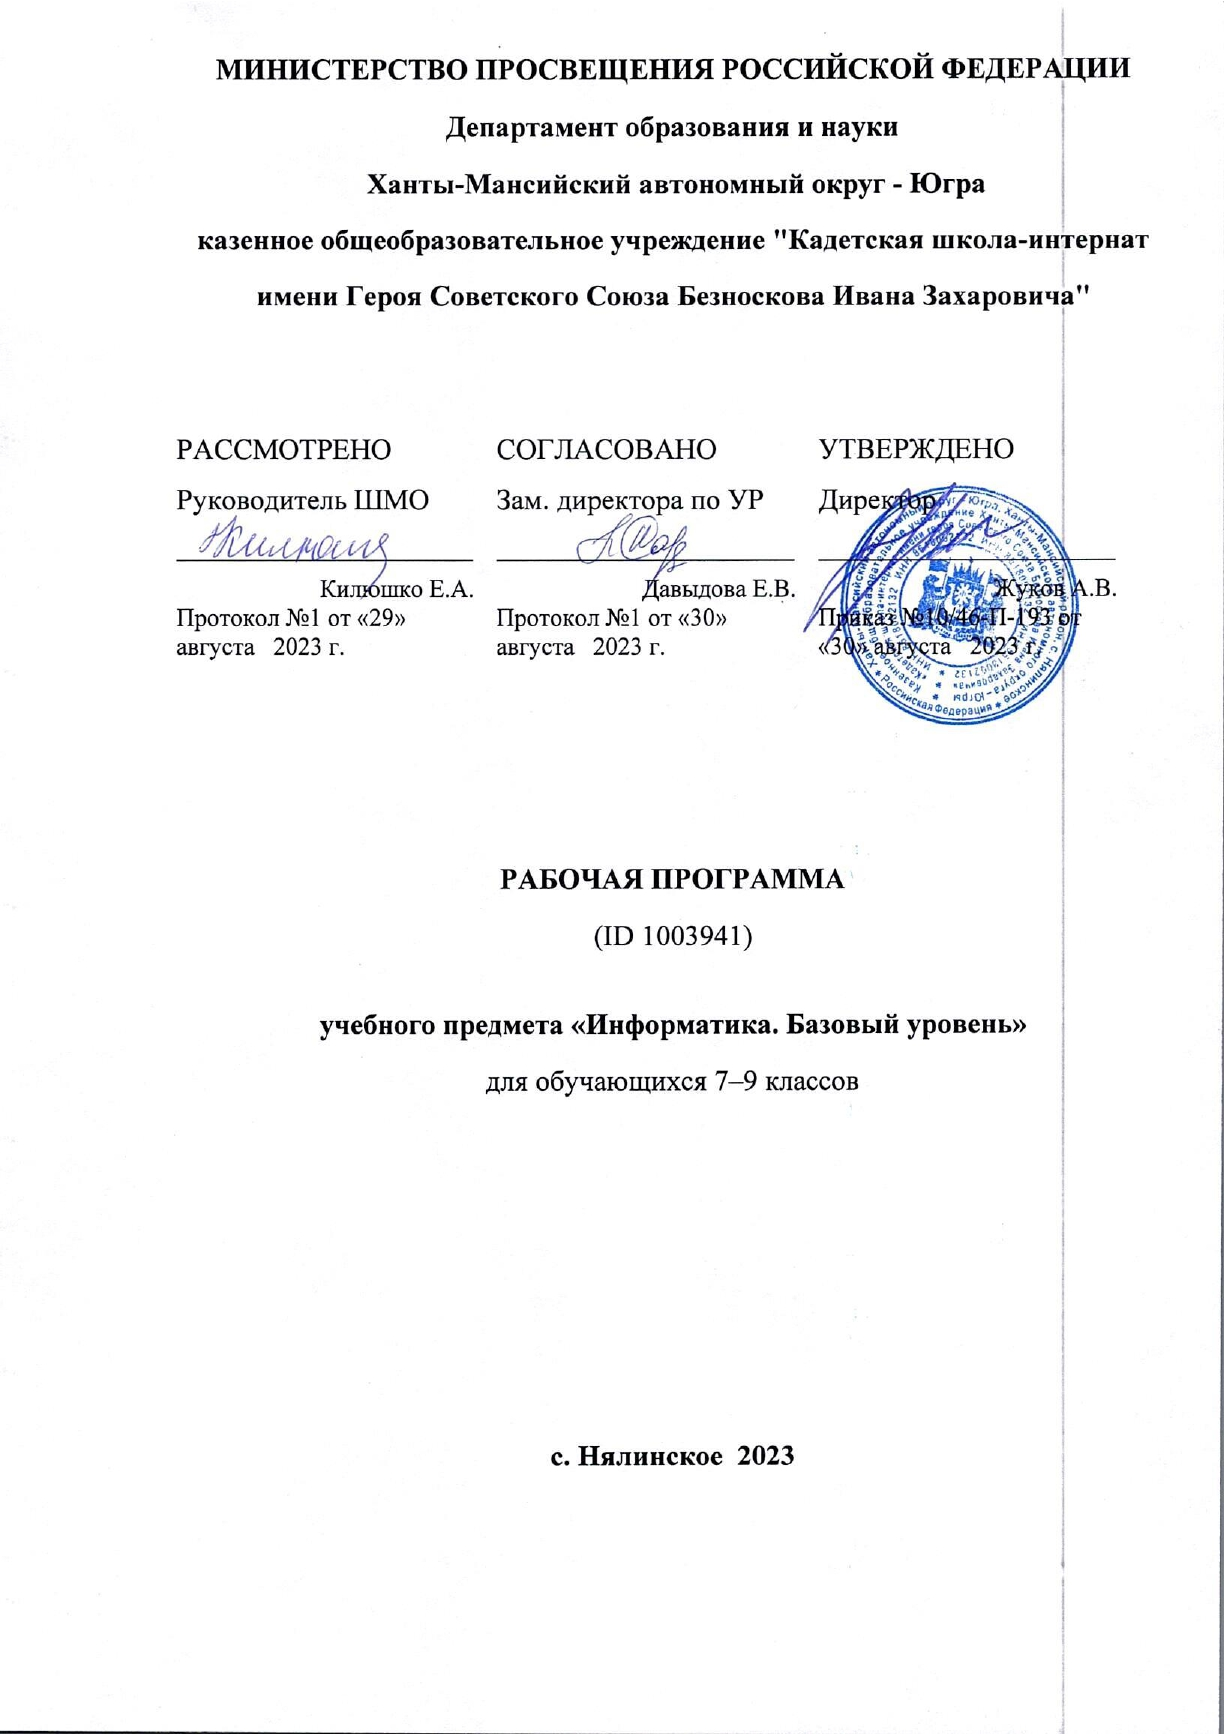 МИНИСТЕРСТВО ПРОСВЕЩЕНИЯ РОССИЙСКОЙ ФЕДЕРАЦИИ
Департамент образования и науки
Ханты-Мансийский автономный округ - Югра
казенное общеобразовательное учреждение "Кадетская школа-интернат
имени Героя Советского Союза Безноскова Ивана Захаровича"
РАССМОТРЕНО
Руководитель ШМО
Килюшко Е.А.
Протокол №1 от «29»
августа 2023 г.
СОГЛАСОВАНО
Зам. директора по УР
Давыдова Е.В.
Протокол №1 от «30»
августа 2023 г.
УТВЕРЖДЕНО
Директор
Жуков А.В.
Приказ №10/46-П-193 от
«30» августа 2023 г.
Российская Федерация
РАБОЧАЯ ПРОГРАММА
(ID 1003941)
учебного предмета «Информатика. Базовый уровень»
для обучающихся 7–9 классов
с. Нялинское 2023